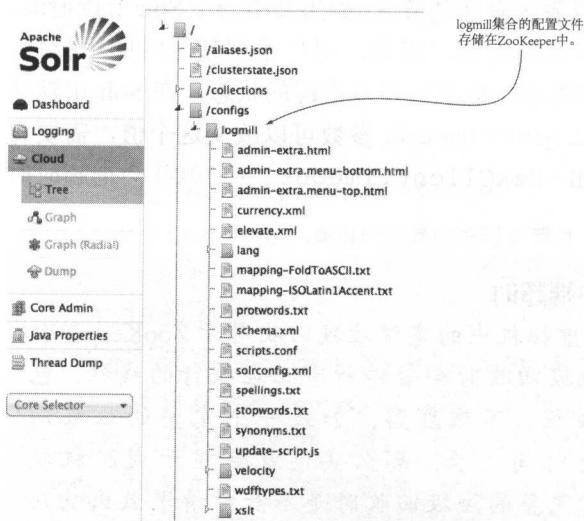 logmill集合的配置文件
存储在ZooKeeper中。
Apache
Solr
Dashboard
Logging
Cloud
Tree
Graph
Graph (Radial)
Dump
Core Admin
Java Properties
Thread Dump
Core Selector
/
/aliases.json
/clusterstate.json
/collections
/configs
logmill
admin-extra.html
admin-extra.menu-bottom.html
admin-extra.menu-top.html
currency.xml
elevate.xml
lang
mapping-FoldToASCII.txt
mapping-ISOLatin1Accent.txt
protwords.txt
schema.xml
scripts.conf
solrconfig.xml
spellings.txt
stopwords.txt
synonyms.txt
update-script.js
velocity
wdfftypes.txt
xslt